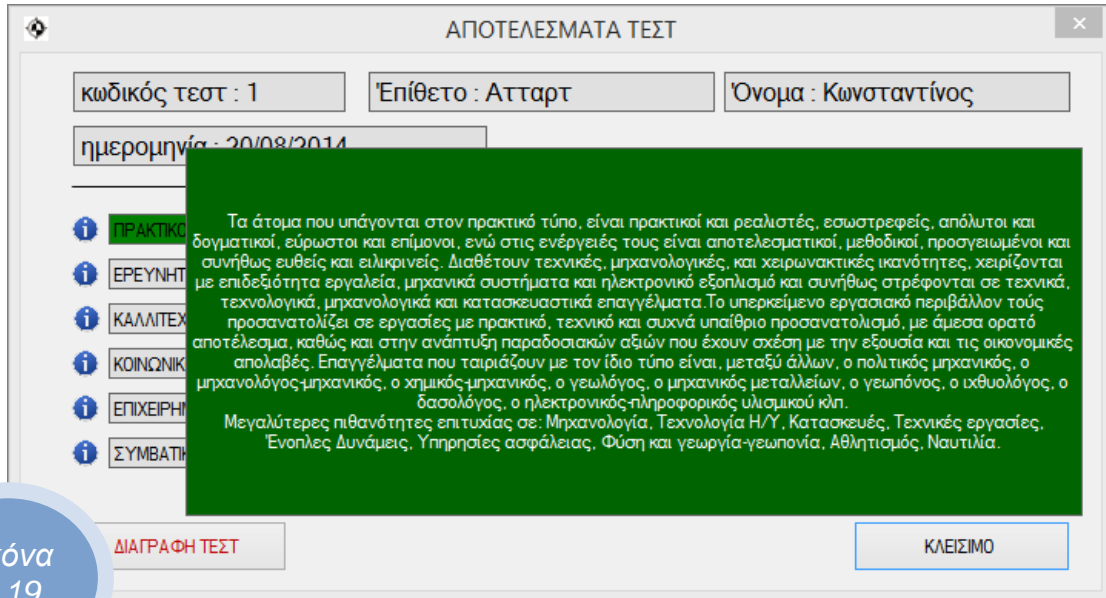 ΑΠΟΤΕΛΕΣΜΑΤΑ ΤΕΣΤ
κωδικός τεστ : 1
Έπίθετο : Ατταρτ
Όνομα : Κωνσταντίνος
ημερομηνία : 20/08/2014
ΠΡΑΚΤΙΚΟ
ΕΡΕΥΝΗΤ
ΚΑΛΛΙΤΕΧ
ΚΟΙΝΩΝΙΚ
ΕΠΙΧΕΙΡΗΜ
ΣΥΜΒΑΤΙΚ
Τα άτομα που υπάγονται στον πρακτικό τύπο, είναι πρακτικοί και ρεαλιστές, εσωστρεφείς, απόλυτοι και
δογματικοί, εύρωστοι και επίμονοι, ενώ στις ενέργειές τους είναι αποτελεσματικοί, μεθοδικοί, προσγειωμένοι και
συνήθως ευθείς και ειλικρινείς. Διαθέτουν τεχνικές, μηχανολογικές, και χειρωνακτικές ικανότητες, χειρίζονται
με επιδεξιότητα εργαλεία, μηχανικά συστήματα και ηλεκτρονικό εξοπλισμό και συνήθως στρέφονται σε τεχνικά,
τεχνολογικά, μηχανολογικά και κατασκευαστικά επαγγέλματα.Το υπερκείμενο εργασιακό περιβάλλον τούς
προσανατολίζει σε εργασίες με πρακτικό, τεχνικό και συχνά υπαίθριο προσανατολισμό, με άμεσα ορατό
αποτέλεσμα, καθώς και στην ανάπτυξη παραδοσιακών αξιών που έχουν σχέση με την εξουσία και τις οικονομικές
απολαβές. Επαγγέλματα που ταιριάζουν με τον ίδιο τύπο είναι, μεταξύ άλλων, ο πολιτικός μηχανικός, ο
μηχανολόγος-μηχανικός, ο χημικός-μηχανικός, ο γεωλόγος, ο μηχανικός μεταλλείων, ο γεωπόνος, ο ιχθυολόγος, ο
δασολόγος, ο ηλεκτρονικός-πληροφορικός υλισμικού κλπ.
Μεγαλύτερες πιθανότητες επιτυχίας σε: Μηχανολογία, Τεχνολογία Η/Υ, Κατασκευές, Τεχνικές εργασίες,
Ένοπλες Δυνάμεις, Υπηρησίες ασφάλειας, Φύση και γεωργία-γεωπονία, Αθλητισμός, Ναυτιλία.
ΔΙΑΓΡΑΦΗ ΤΕΣΤ
ΚΛΕΙΣΙΜΟ
όνα
19